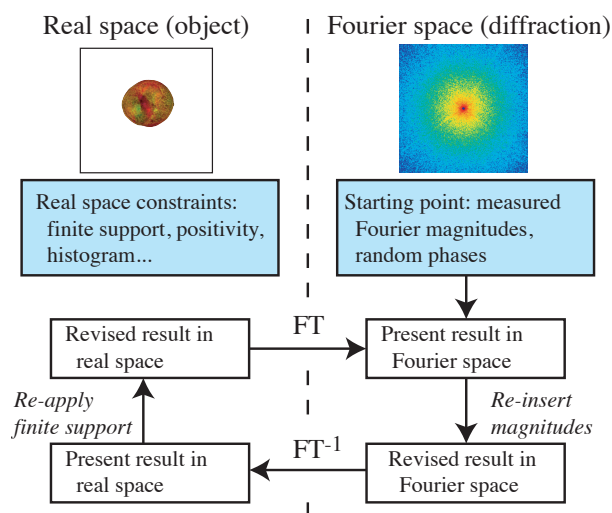 Real space (object)
Fourier space (diffraction)
Real space constraints:
finite support, positivity,
histogram...
Starting point: measured
Fourier magnitudes,
random phases
Revised result in
real space
FT
Present result in
Fourier space
Re-apply
finite support
Re-insert
magnitudes
Present result in
real space
FT-1
Revised result in
Fourier space